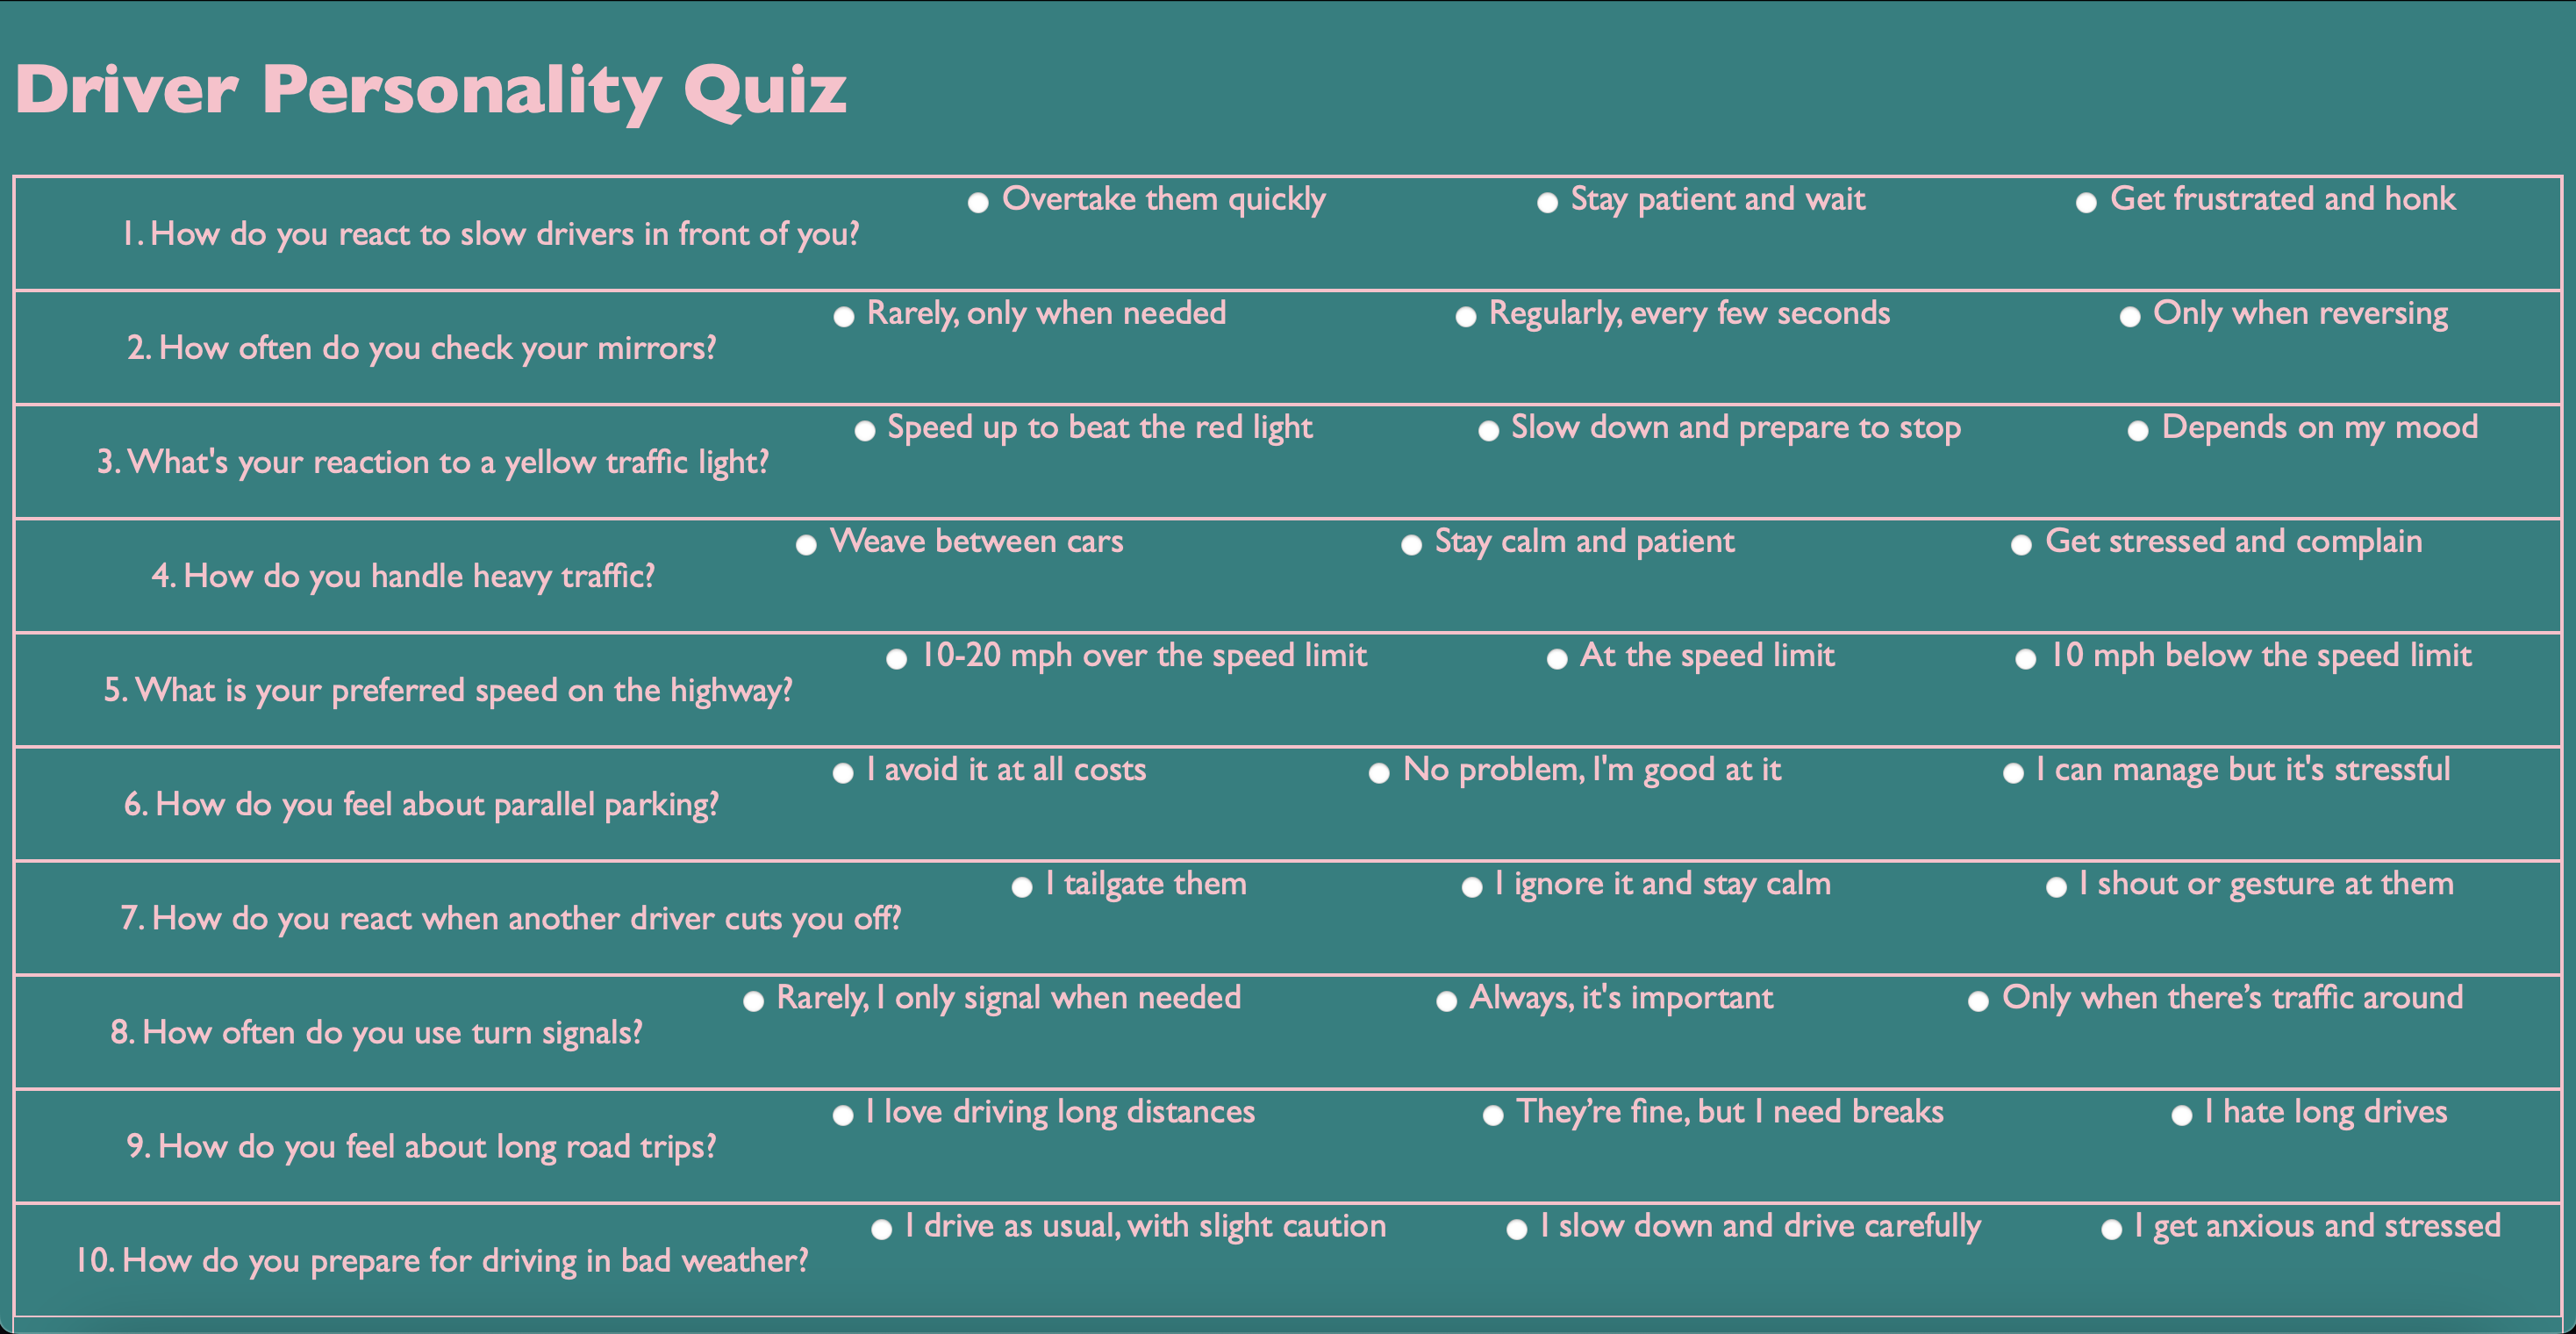 Driver Personality Quiz
1. How do you react to slow drivers in front of you? Overtake them quickly Stay patient and wait Get frustrated and honk
2. How often do you check your mirrors? Rarely, only when needed Regularly, every few seconds Only when reversing
3. What's your reaction to a yellow traffic light? Speed up to beat the red light Slow down and prepare to stop Depends on my mood
4. How do you handle heavy traffic? Weave between cars Stay calm and patient Get stressed and complain
5. What is your preferred speed on the highway? 10-20 mph over the speed limit At the speed limit 10 mph below the speed limit
6. How do you feel about parallel parking? I avoid it at all costs No problem, I'm good at it I can manage but it's stressful
7. How do you react when another driver cuts you off? I tailgate them I ignore it and stay calm I shout or gesture at them
8. How often do you use turn signals? Rarely, I only signal when needed Always, it's important Only when there’s traffic around
9. How do you feel about long road trips? I love driving long distances They’re fine, but I need breaks I hate long drives
10. How do you prepare for driving in bad weather? I drive as usual, with slight caution I slow down and drive carefully I get anxious and stressed